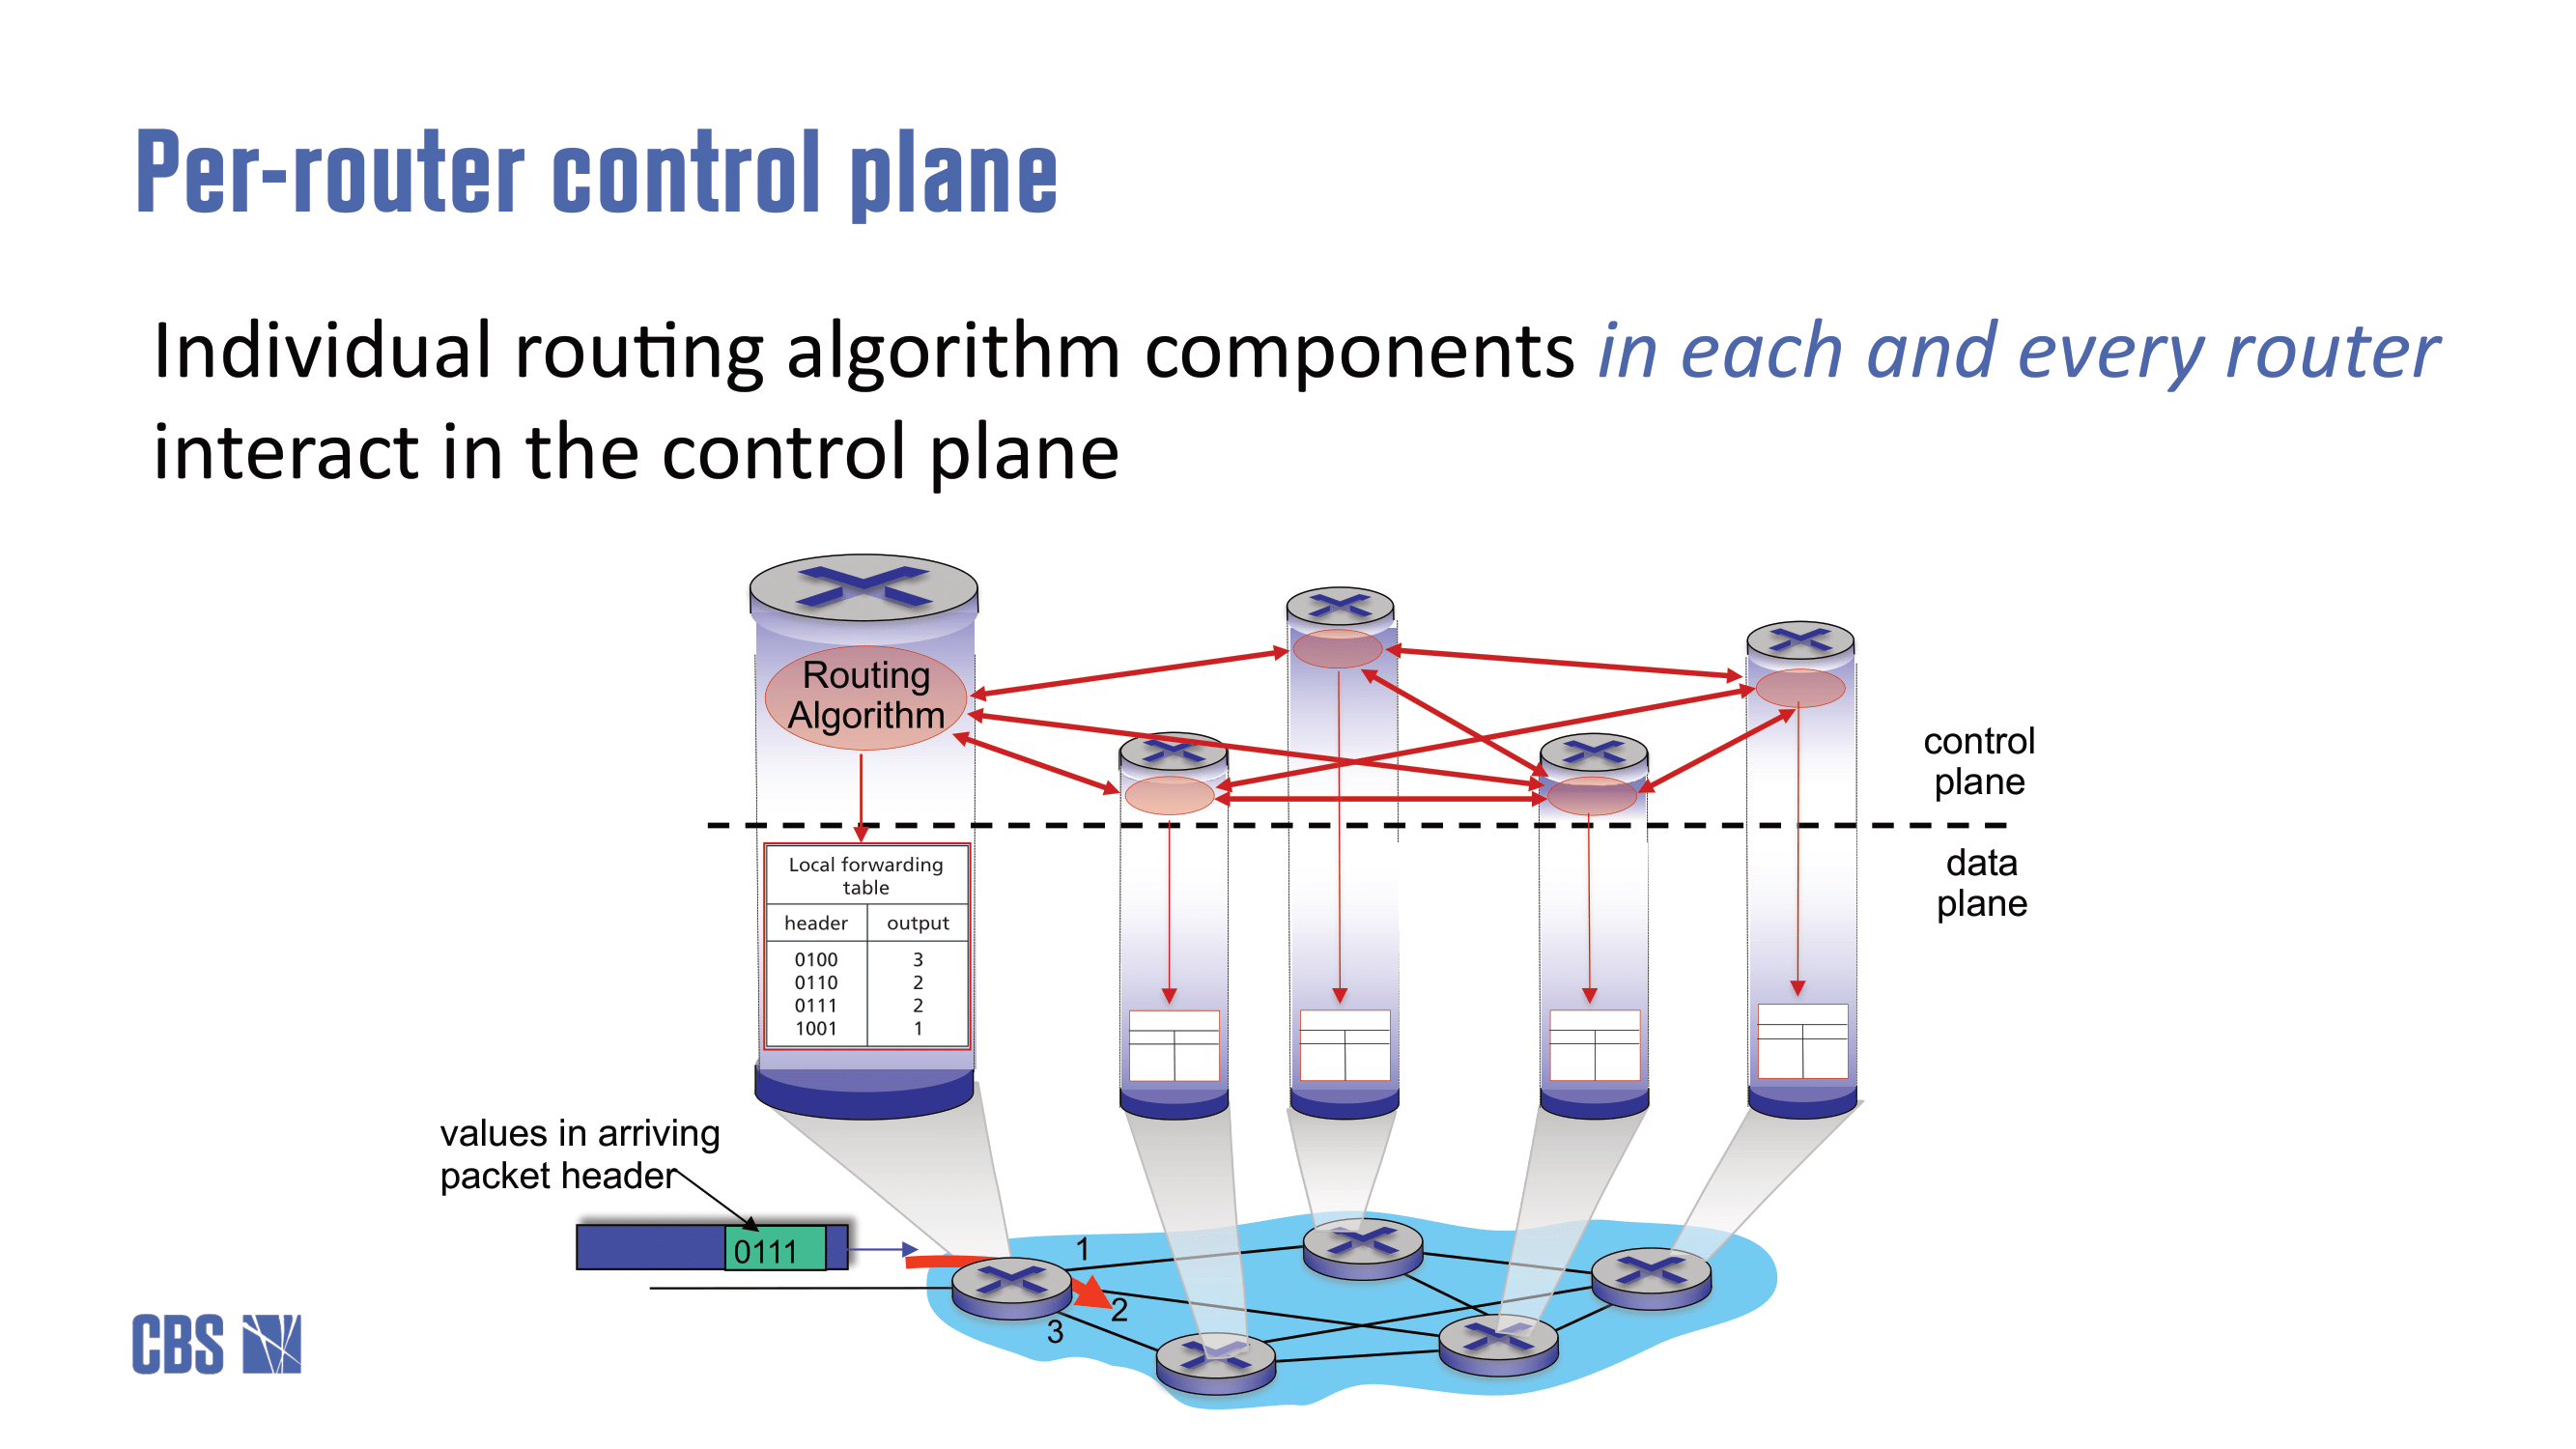 Per-router control plane
Individual routing algorithm components in each and every router
interact in the control plane
Routing
Algorithm
control
plane
data
plane
Local forwarding
table
header output
0100 3
0110 2
0111 2
1001 1
values in arriving
packet header
0111
1
2
3
CBS